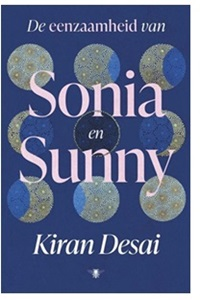 De eenzaamheid van
Sonia
en
Sunny
Kiran Desai